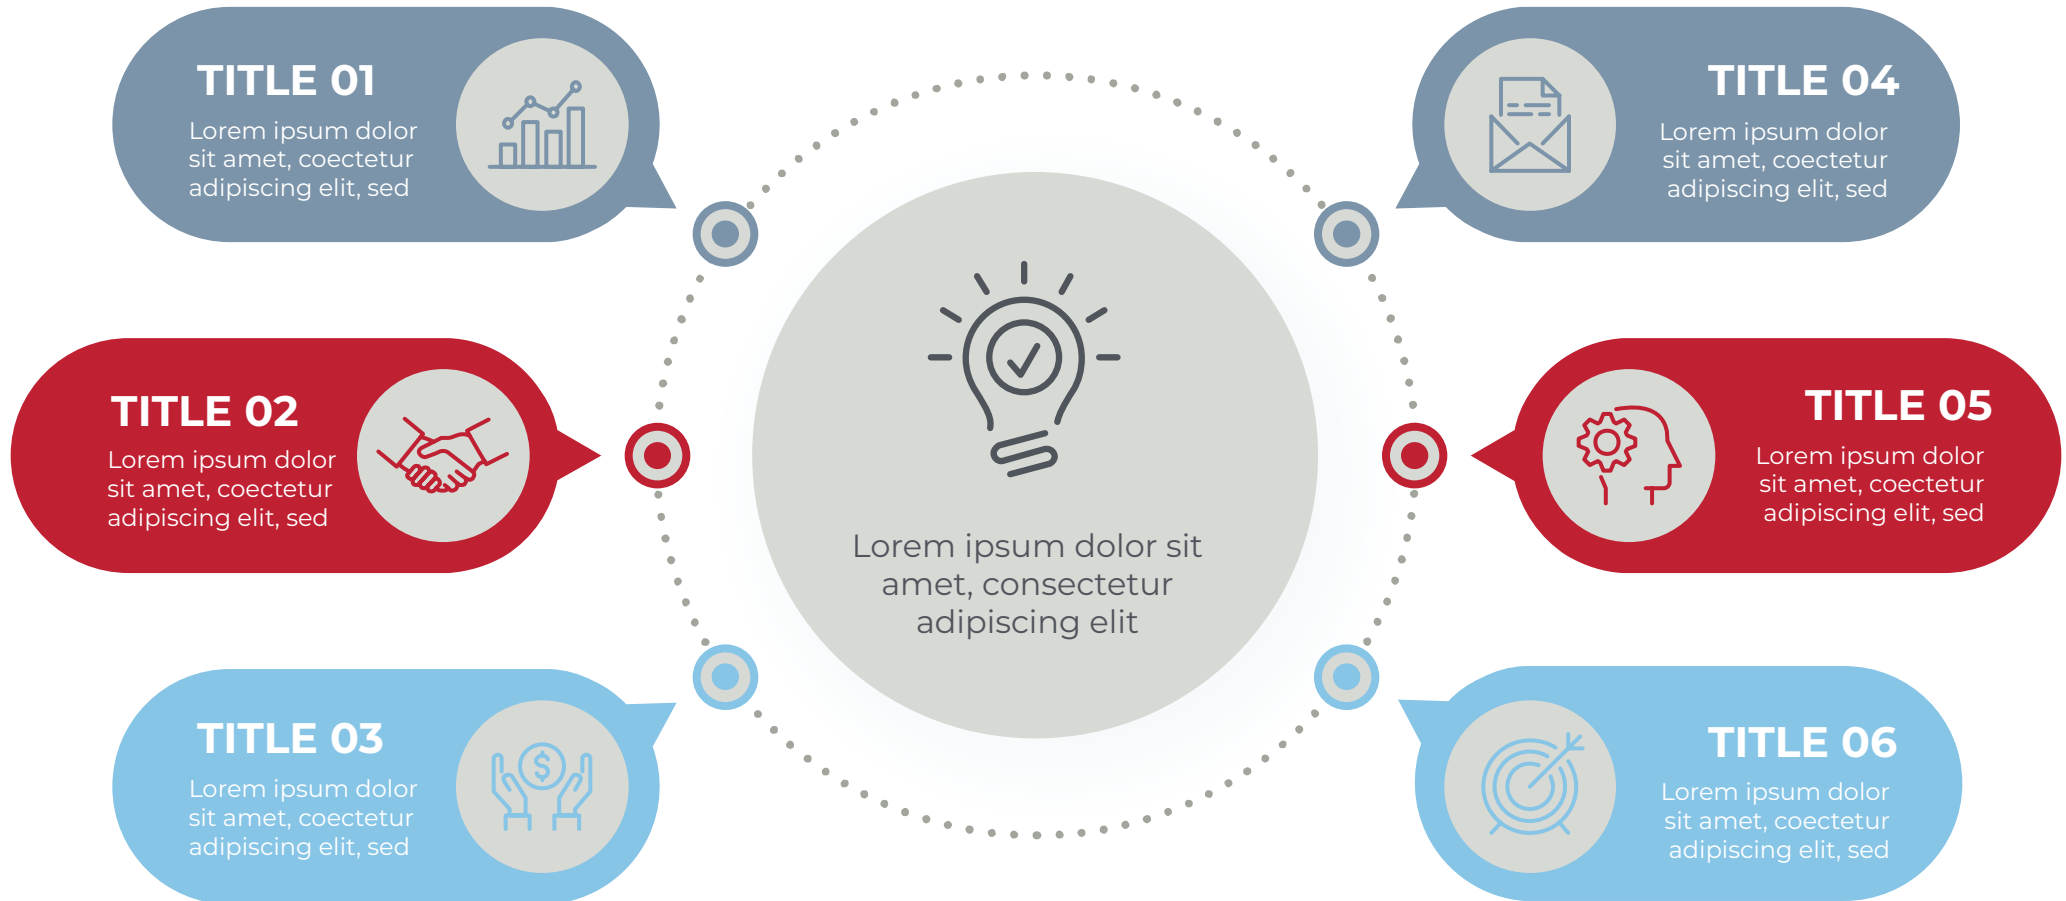 TITLE 01
Lorem ipsum dolor
sit amet, coectetur
adipiscing elit, sed
TITLE 02
Lorem ipsum dolor
sit amet, coectetur
adipiscing elit, sed
TITLE 03
Lorem ipsum dolor
sit amet, coectetur
adipiscing elit, sed
$
Lorem ipsum dolor sit
amet, consectetur
adipiscing elit
TITLE 04
Lorem ipsum dolor
sit amet, coectetur
adipiscing elit, sed
TITLE 05
Lorem ipsum dolor
sit amet, coectetur
adipiscing elit, sed
TITLE 06
Lorem ipsum dolor
sit amet, coectetur
adipiscing elit, sed